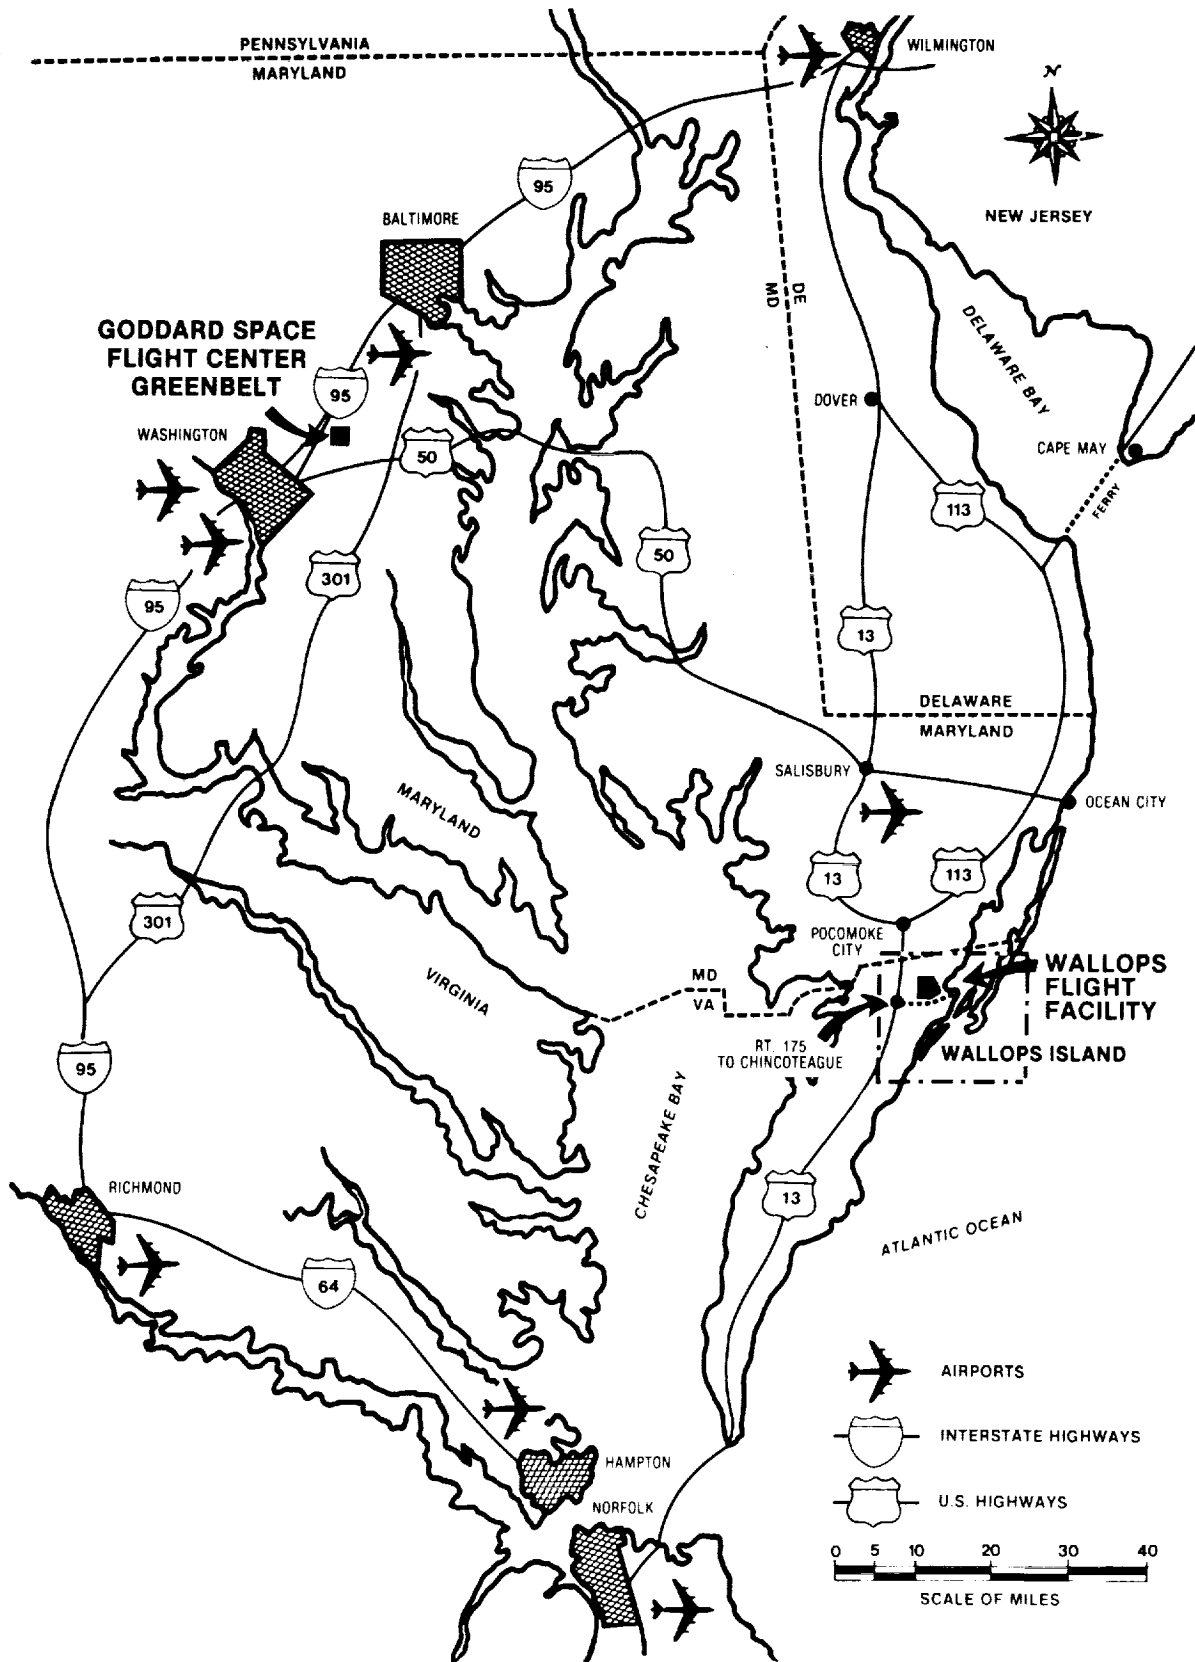 PENNSYLVANIA
MARYLAND
WILMINGTON
N
95
NEW JERSEY
BALTIMORE
DE
MD
DELAWARE BAY
GODDARD SPACE
FLIGHT CENTER
GREENBELT
95
DOVER
WASHINGTON
50
CAPE MAY
FERRY
113
50
301
95
13
DELAWARE
MARYLAND
SALISBURY
OCEAN CITY
MARYLAND
13
113
301
POCOMOKE
CITY
VIRGINIA
MD
VA
WALLOPS
FLIGHT
FACILITY
RT. 175
TO CHINCOTEAGUE
WALLOPS ISLAND
95
CHESAPEAKE BAY
RICHMOND
13
ATLANTIC OCEAN
64
AIRPORTS
INTERSTATE HIGHWAYS
HAMPTON
NORFOLK
U.S. HIGHWAYS
0 5 10 20 30 40
SCALE OF MILES